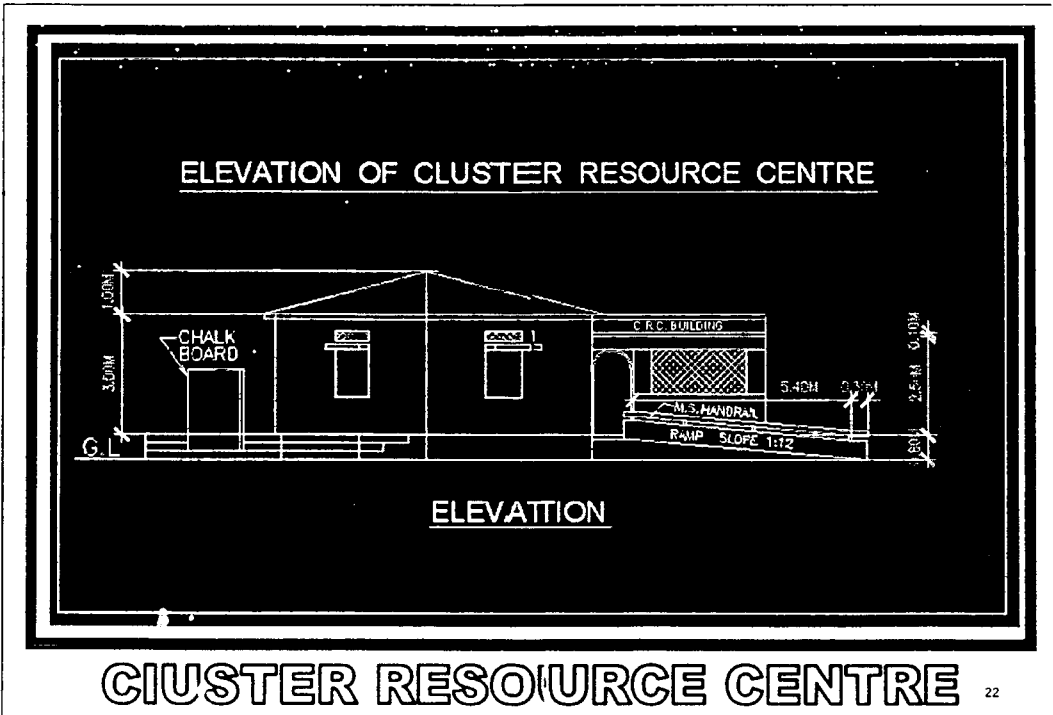 ELEVATION OF CLUSTER RESOURCE CENTRE
1.00M
3.00M
CHALK
BOARD
G.L
C.R.C. BUILDING
5.40M
M.S. HANDRAIL
RAMP SLOPE 1:12
ELEVATTION
CIUSTER RESOURCE CENTRE
22